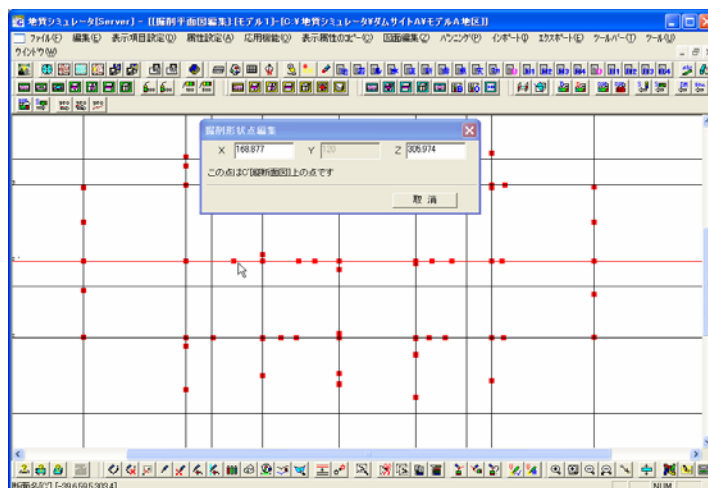 地質シミュレータ[Server] - [[掘削平面図編集]:[モデル1]-[C:¥地質シミュレータ¥ダムサイトA¥モデルA地区]]
ファイル(F) 編集(E) 表示項目設定(D) 属性設定(A) 応用機能(O) 表示属性のコピー(C) 図面編集(Z) パンニング(P) インポート(I) エクスポート(E) ツールバー(T) ツール(U)
ウインドウ(W)
掘削形状点編集
X 168.877 Y 120 Z 305.974
この点はC'[縦断面図]上の点です
取 消
NUM